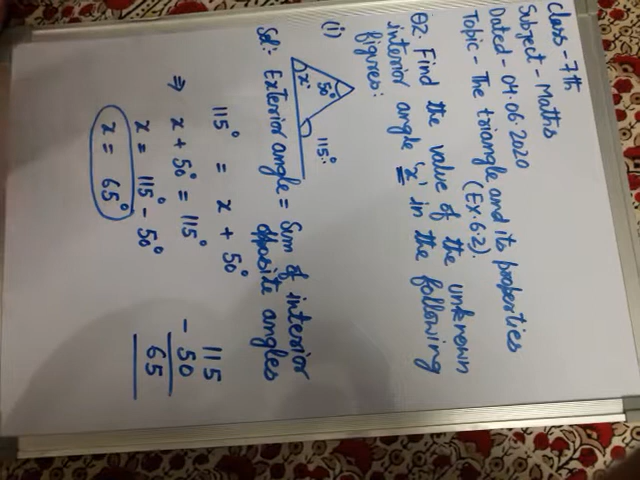 Class - 7th
Subject - Maths
Dated - 04.06.2020
Topic - The triangle and its properties
(Ex. 6.2).
Q2. Find the value of the unknown
interior angle 'x' in the following
figures:
(i)
50°
x
115°
Sol: Exterior angle = Sum of interior
opposite angles
115° = x + 50°
⇒ x + 50° = 115°
x = 115° - 50°
x = 65°
115
- 50
65